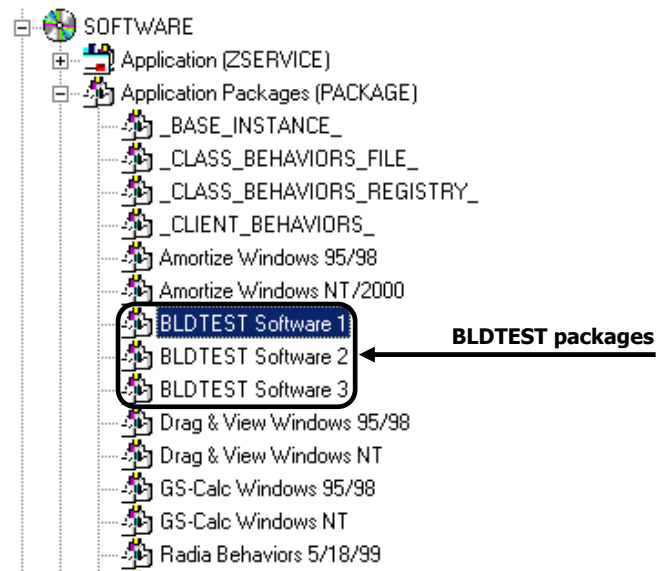 SOFTWARE
Application (ZSERVICE)
Application Packages (PACKAGE)
_BASE_INSTANCE_
_CLASS_BEHAVIORS_FILE_
_CLASS_BEHAVIORS_REGISTRY_
_CLIENT_BEHAVIORS_
Amortize Windows 95/98
Amortize Windows NT/2000
BLDTEST Software 1
BLDTEST packages
BLDTEST Software 2
BLDTEST Software 3
Drag & View Windows 95/98
Drag & View Windows NT
GS-Calc Windows 95/98
GS-Calc Windows NT
Radia Behaviors 5/18/99